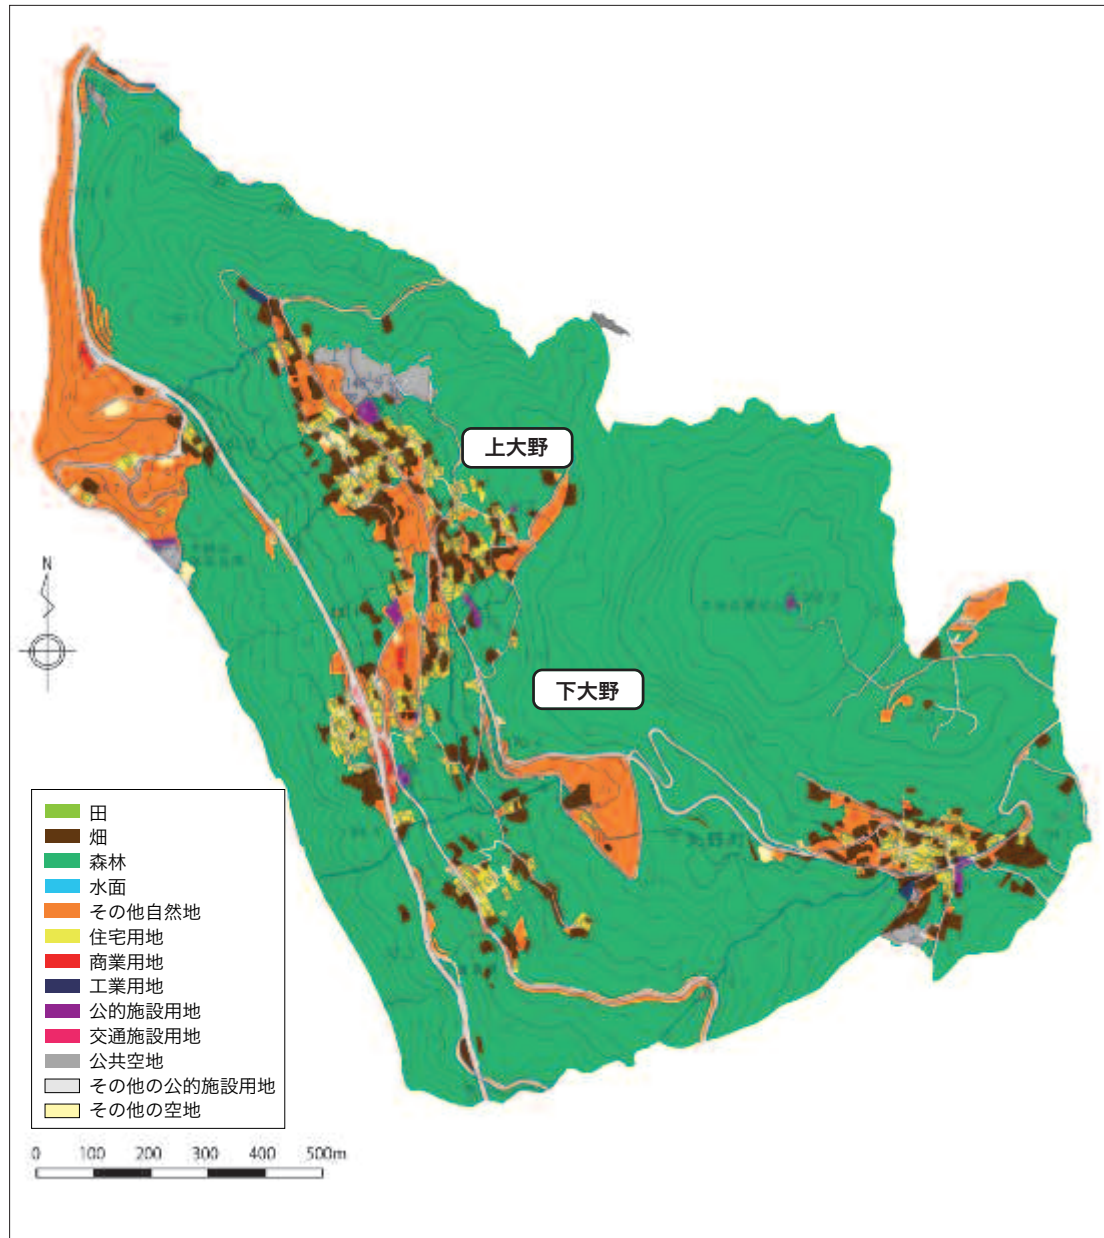 上大野
N
下大野
田
畑
森林
水面
その他自然地
住宅用地
商業用地
工業用地
公的施設用地
交通施設用地
公共空地
その他の公的施設用地
その他の空地
0 100 200 300 400 500m